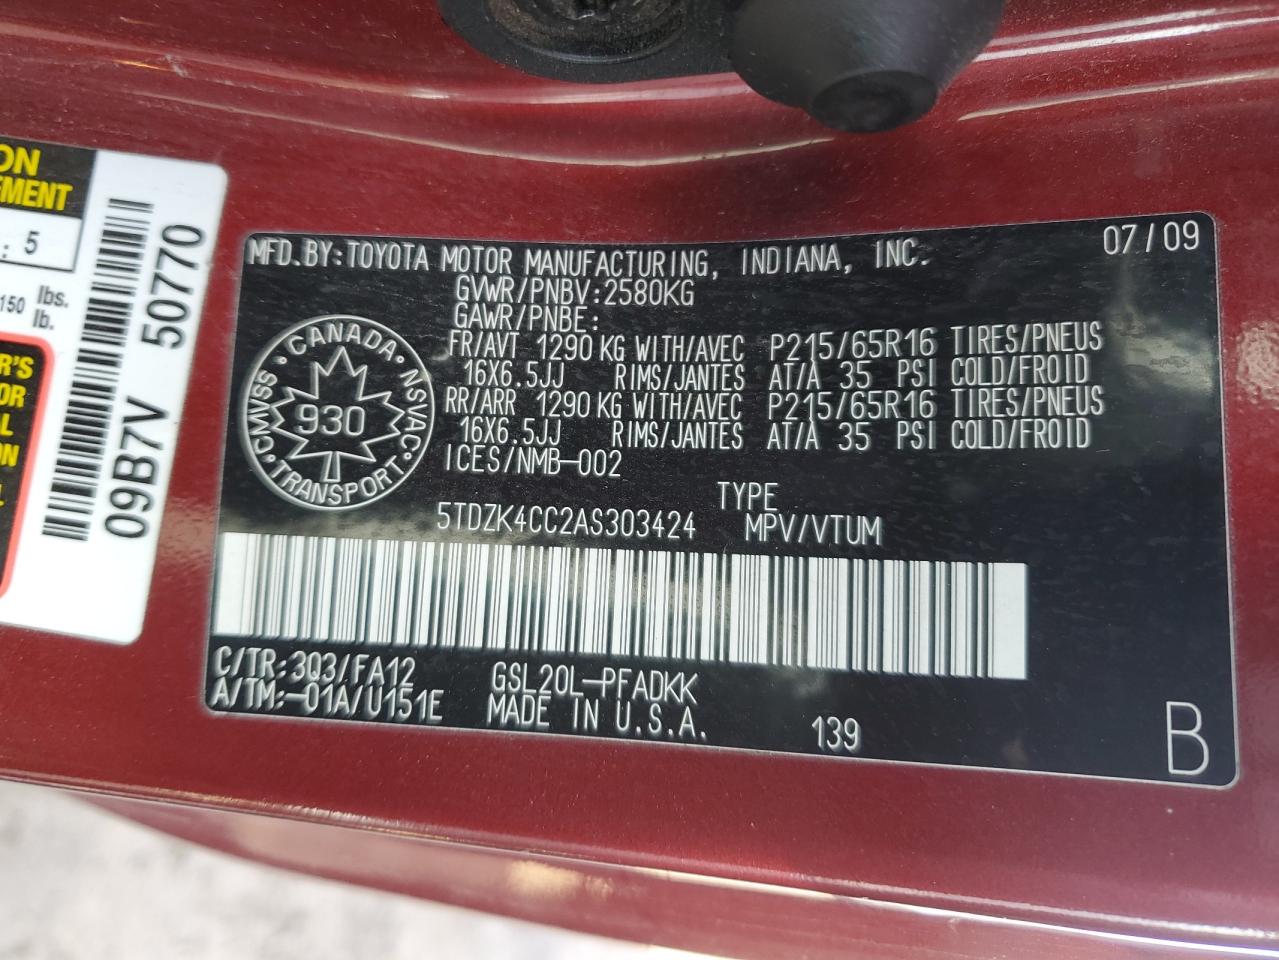 ON
EMENT
: 5
150 lbs.
lb.
R'S
OR
L
ON
L
09B7V 50770
MFD.BY:TOYOTA MOTOR MANUFACTURING, INDIANA, INC. 07/09
GVWR/PNBV:2580KG
GAWR/PNBE:
FR/AVT 1290 KG WITH/AVEC P215/65R16 TIRES/PNEUS
16X6.5JJ RIMS/JANTES AT/A 35 PSI COLD/FROID
RR/ARR 1290 KG WITH/AVEC P215/65R16 TIRES/PNEUS
16X6.5JJ RIMS/JANTES AT/A 35 PSI COLD/FROID
ICES/NMB-002
CANADA · NSVAC · TRANSPORT · CMVSS ·
930
TYPE
5TDZK4CC2AS303424 MPV/VTUM
C/TR:3Q3/FA12 GSL20L-PFADKK
A/TM:-01A/U151E MADE IN U.S.A. 139
B